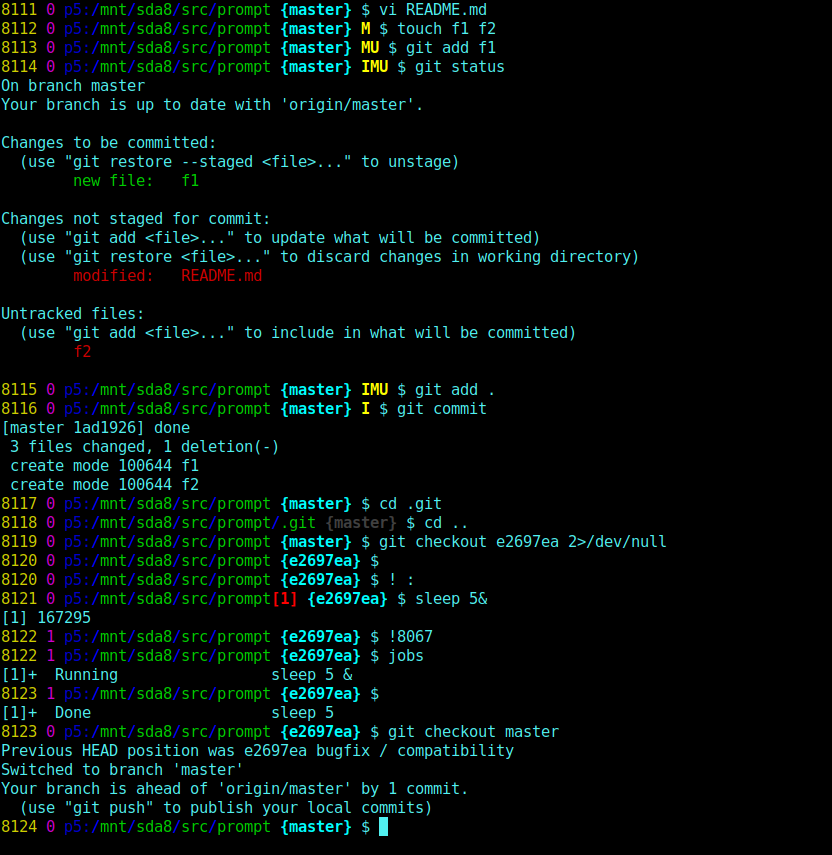 8111 0 p5:/mnt/sda8/src/prompt {master} $ vi README.md
8112 0 p5:/mnt/sda8/src/prompt {master} M $ touch f1 f2
8113 0 p5:/mnt/sda8/src/prompt {master} MU $ git add f1
8114 0 p5:/mnt/sda8/src/prompt {master} IMU $ git status
On branch master
Your branch is up to date with 'origin/master'.

Changes to be committed:
  (use "git restore --staged <file>..." to unstage)
        new file:   f1

Changes not staged for commit:
  (use "git add <file>..." to update what will be committed)
  (use "git restore <file>..." to discard changes in working directory)
        modified:   README.md

Untracked files:
  (use "git add <file>..." to include in what will be committed)
        f2

8115 0 p5:/mnt/sda8/src/prompt {master} IMU $ git add .
8116 0 p5:/mnt/sda8/src/prompt {master} I $ git commit
[master 1ad1926] done
 3 files changed, 1 deletion(-)
 create mode 100644 f1
 create mode 100644 f2
8117 0 p5:/mnt/sda8/src/prompt {master} $ cd .git
8118 0 p5:/mnt/sda8/src/prompt/.git {master} $ cd ..
8119 0 p5:/mnt/sda8/src/prompt {master} $ git checkout e2697ea 2>/dev/null
8120 0 p5:/mnt/sda8/src/prompt {e2697ea} $
8120 0 p5:/mnt/sda8/src/prompt {e2697ea} $ ! :
8121 0 p5:/mnt/sda8/src/prompt[1] {e2697ea} $ sleep 5&
[1] 167295
8122 1 p5:/mnt/sda8/src/prompt {e2697ea} $ !8067
8122 1 p5:/mnt/sda8/src/prompt {e2697ea} $ jobs
[1]+  Running                 sleep 5 &
8123 1 p5:/mnt/sda8/src/prompt {e2697ea} $
[1]+  Done                    sleep 5
8123 0 p5:/mnt/sda8/src/prompt {e2697ea} $ git checkout master
Previous HEAD position was e2697ea bugfix / compatibility
Switched to branch 'master'
Your branch is ahead of 'origin/master' by 1 commit.
  (use "git push" to publish your local commits)
8124 0 p5:/mnt/sda8/src/prompt {master} $